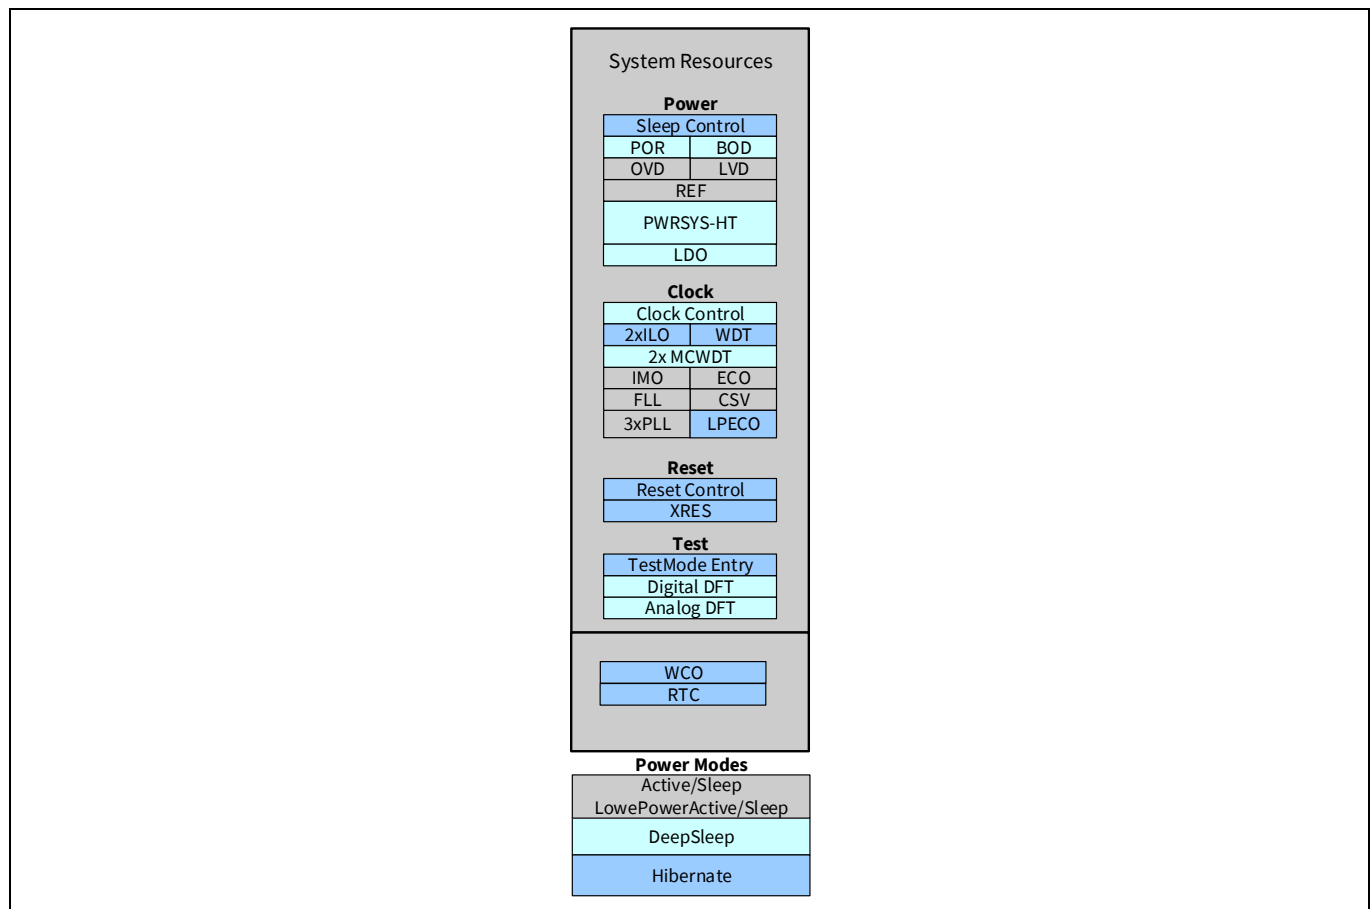 System Resources
Power
Sleep Control
POR BOD
OVD LVD
REF
PWRSYS-HT
LDO
Clock
Clock Control
2xILO WDT
2x MCWDT
IMO ECO
FLL CSV
3xPLL LPECO
Reset
Reset Control
XRES
Test
TestMode Entry
Digital DFT
Analog DFT
WCO
RTC
Power Modes
Active/Sleep
LowePowerActive/Sleep
DeepSleep
Hibernate